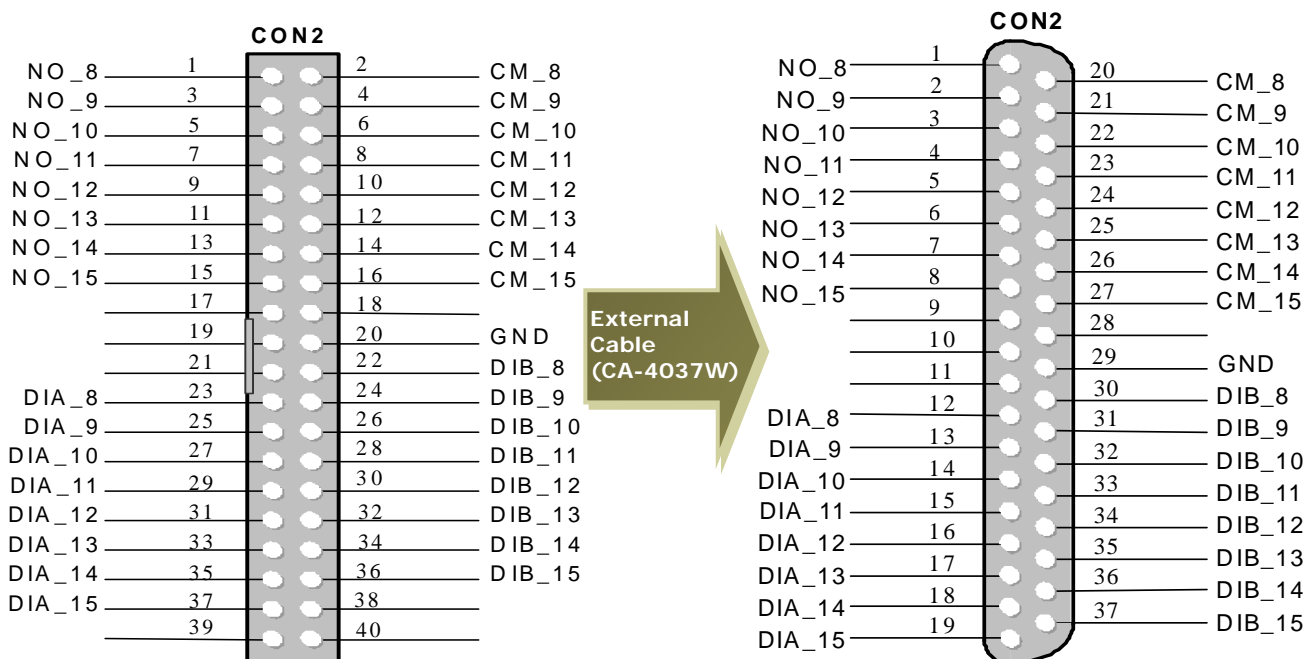 CON2
NO_8 1 2 CM_8
NO_9 3 4 CM_9
NO_10 5 6 CM_10
NO_11 7 8 CM_11
NO_12 9 10 CM_12
NO_13 11 12 CM_13
NO_14 13 14 CM_14
NO_15 15 16 CM_15
17 18
19 20 GND
21 22 DIB_8
DIA_8 23 24 DIB_9
DIA_9 25 26 DIB_10
DIA_10 27 28 DIB_11
DIA_11 29 30 DIB_12
DIA_12 31 32 DIB_13
DIA_13 33 34 DIB_14
DIA_14 35 36 DIB_15
DIA_15 37 38
39 40
External
Cable
(CA-4037W)
CON2
NO_8 1 20 CM_8
NO_9 2 21 CM_9
NO_10 3 22 CM_10
NO_11 4 23 CM_11
NO_12 5 24 CM_12
NO_13 6 25 CM_13
NO_14 7 26 CM_14
NO_15 8 27 CM_15
9 28
10 29 GND
11 30 DIB_8
DIA_8 12 31 DIB_9
DIA_9 13 32 DIB_10
DIA_10 14 33 DIB_11
DIA_11 15 34 DIB_12
DIA_12 16 35 DIB_13
DIA_13 17 36 DIB_14
DIA_14 18 37 DIB_15
DIA_15 19